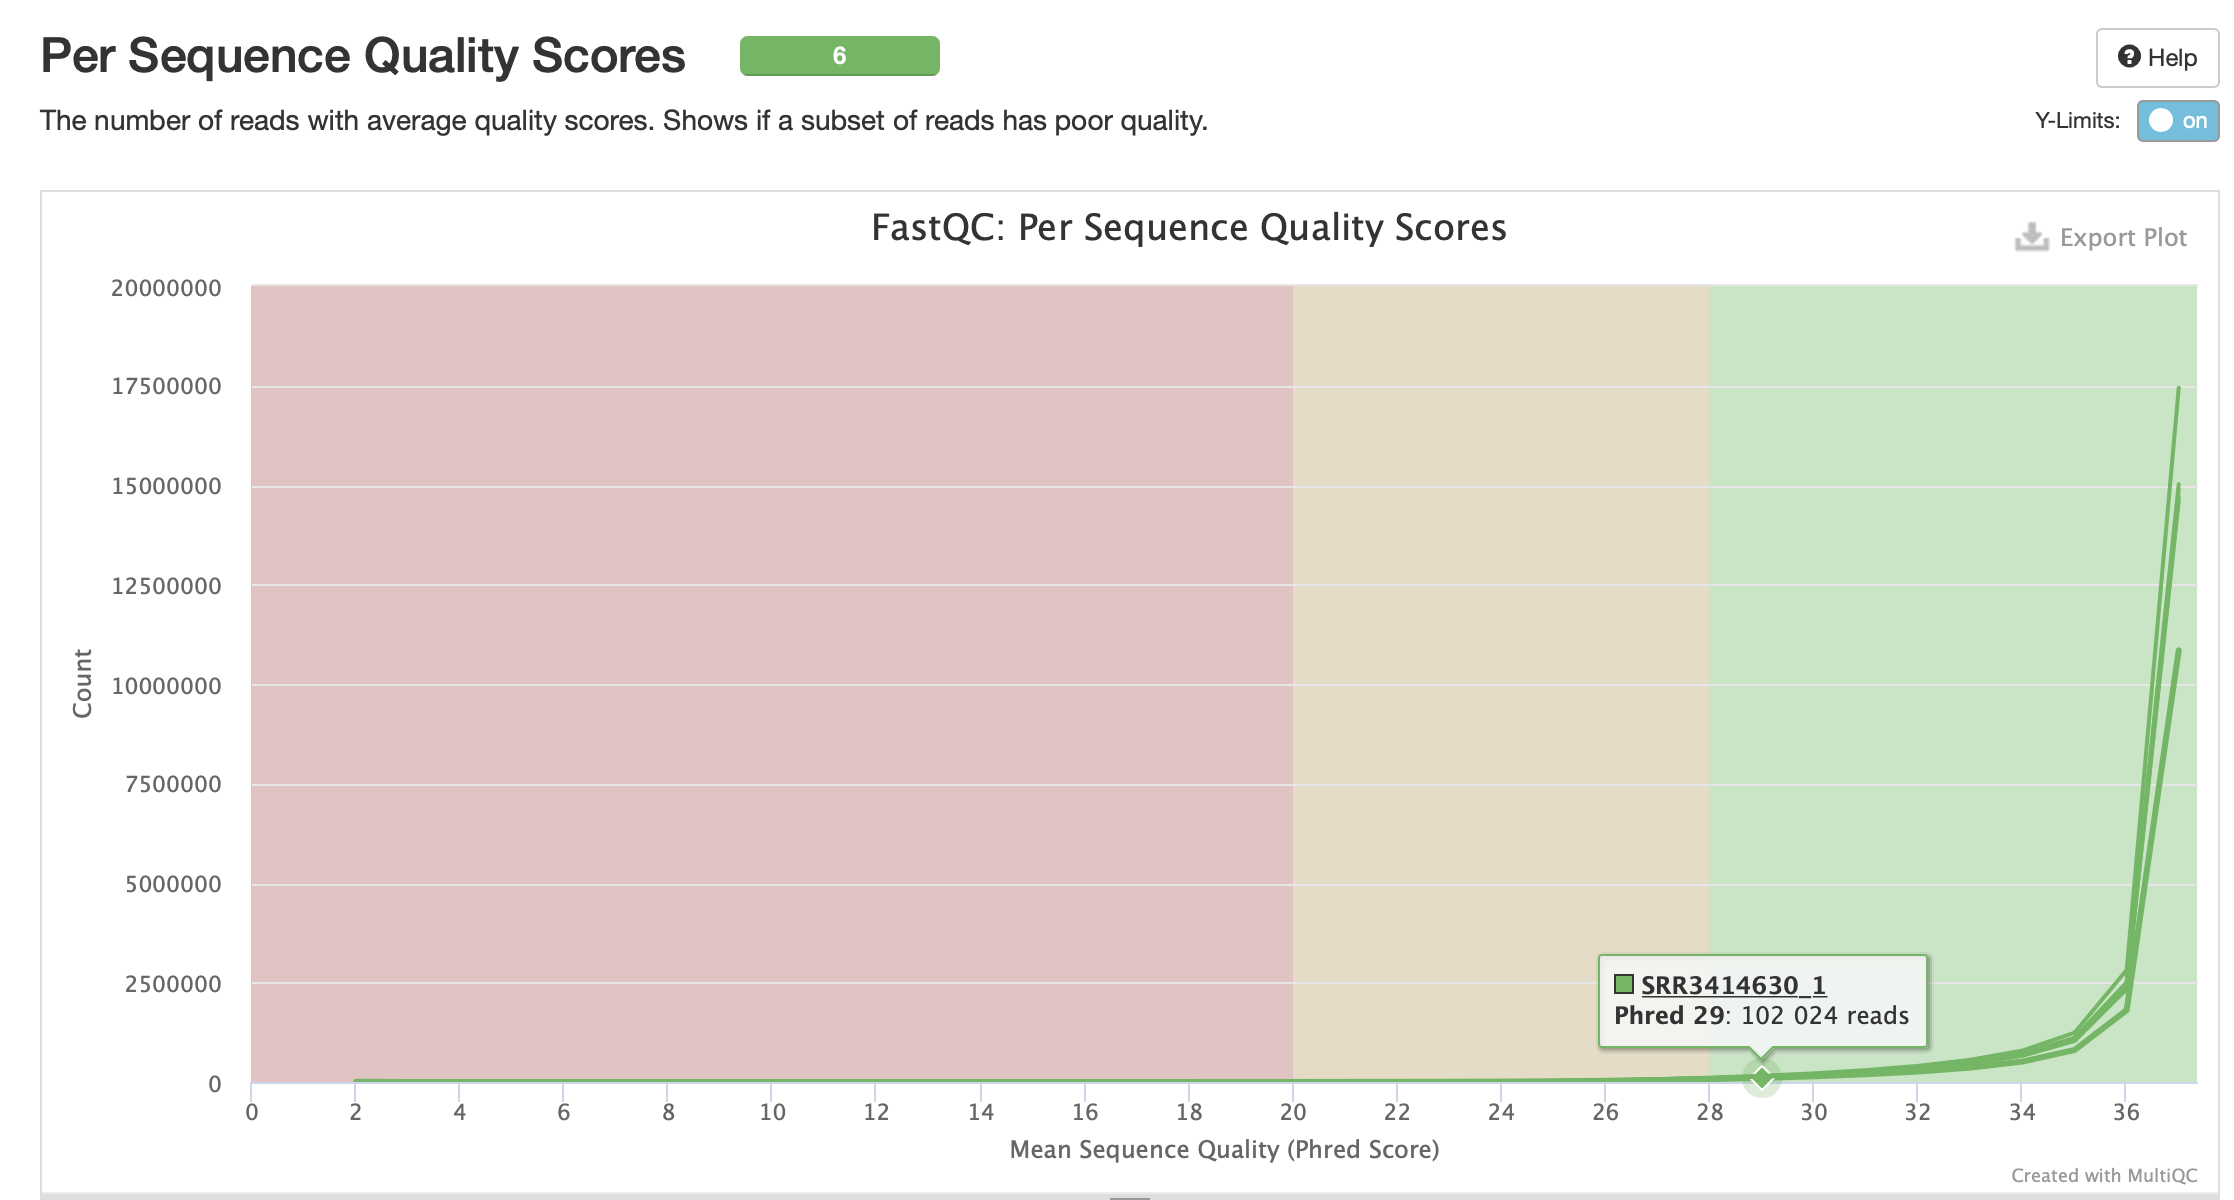 Per Sequence Quality Scores
6
Help
The number of reads with average quality scores. Shows if a subset of reads has poor quality.
Y-Limits: on
FastQC: Per Sequence Quality Scores
Export Plot
20000000
17500000
15000000
12500000
10000000
7500000
5000000
2500000
0
Count
SRR3414630_1
Phred 29: 102 024 reads
0 2 4 6 8 10 12 14 16 18 20 22 24 26 28 30 32 34 36
Mean Sequence Quality (Phred Score)
Created with MultiQC